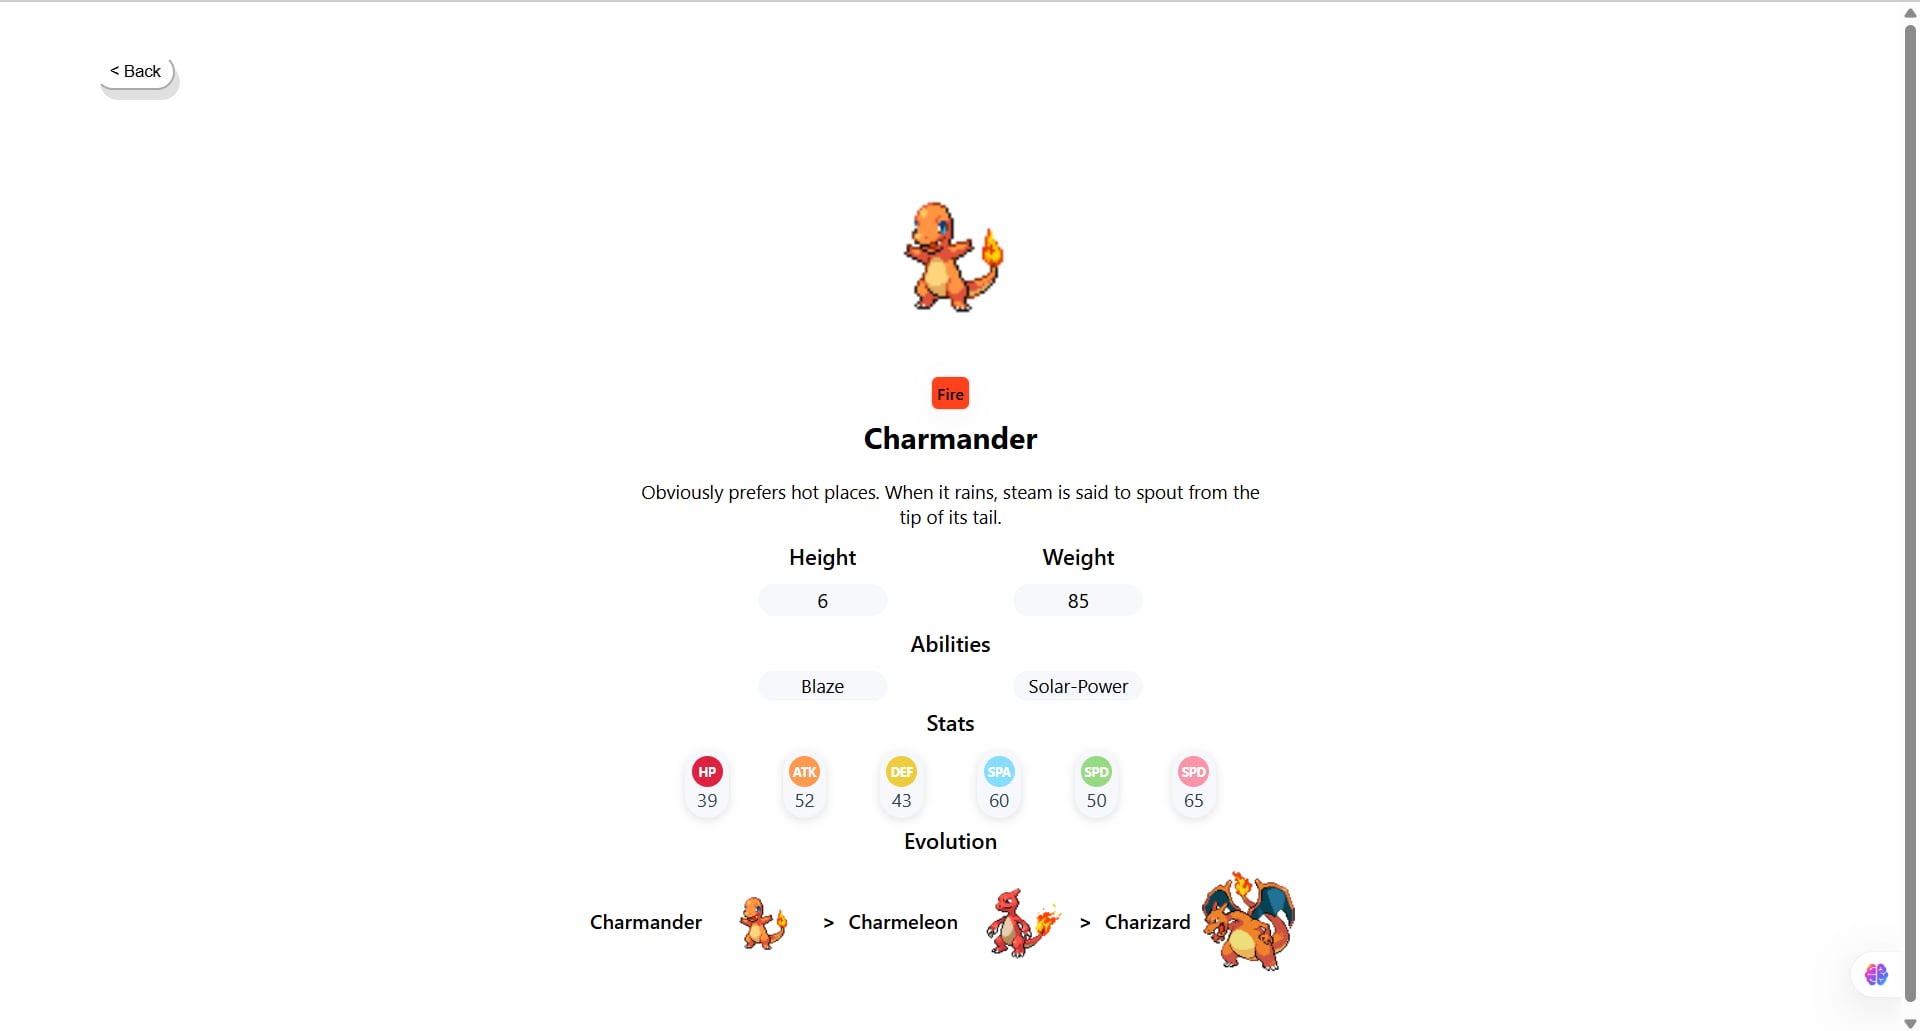 < Back
Fire
Charmander
Obviously prefers hot places. When it rains, steam is said to spout from the
tip of its tail.
Height Weight
6 85
Abilities
Blaze Solar-Power
Stats
HP ATK DEF SPA SPD SPD
39 52 43 60 50 65
Evolution
Charmander > Charmeleon > Charizard